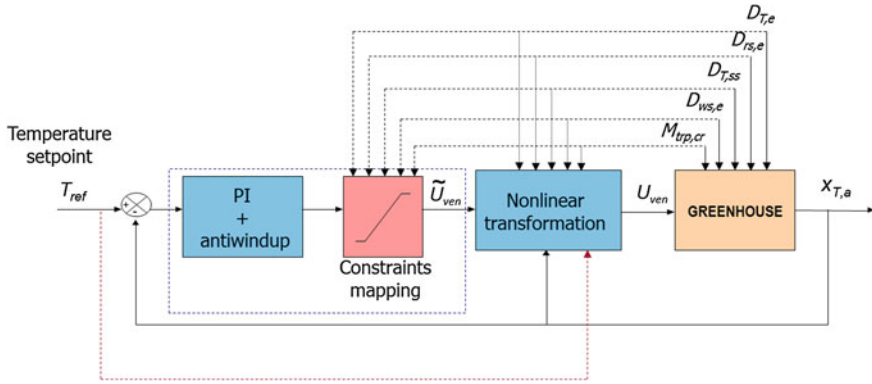 D_{T,e}
D_{rs,e}
D_{T,ss}
D_{ws,e}
M_{trp,cr}
Temperature
setpoint
T_{ref}
+
-
PI
+
antiwindup
Ũ_{ven}
Constraints
mapping
Nonlinear
transformation
U_{ven}
GREENHOUSE
X_{T,a}